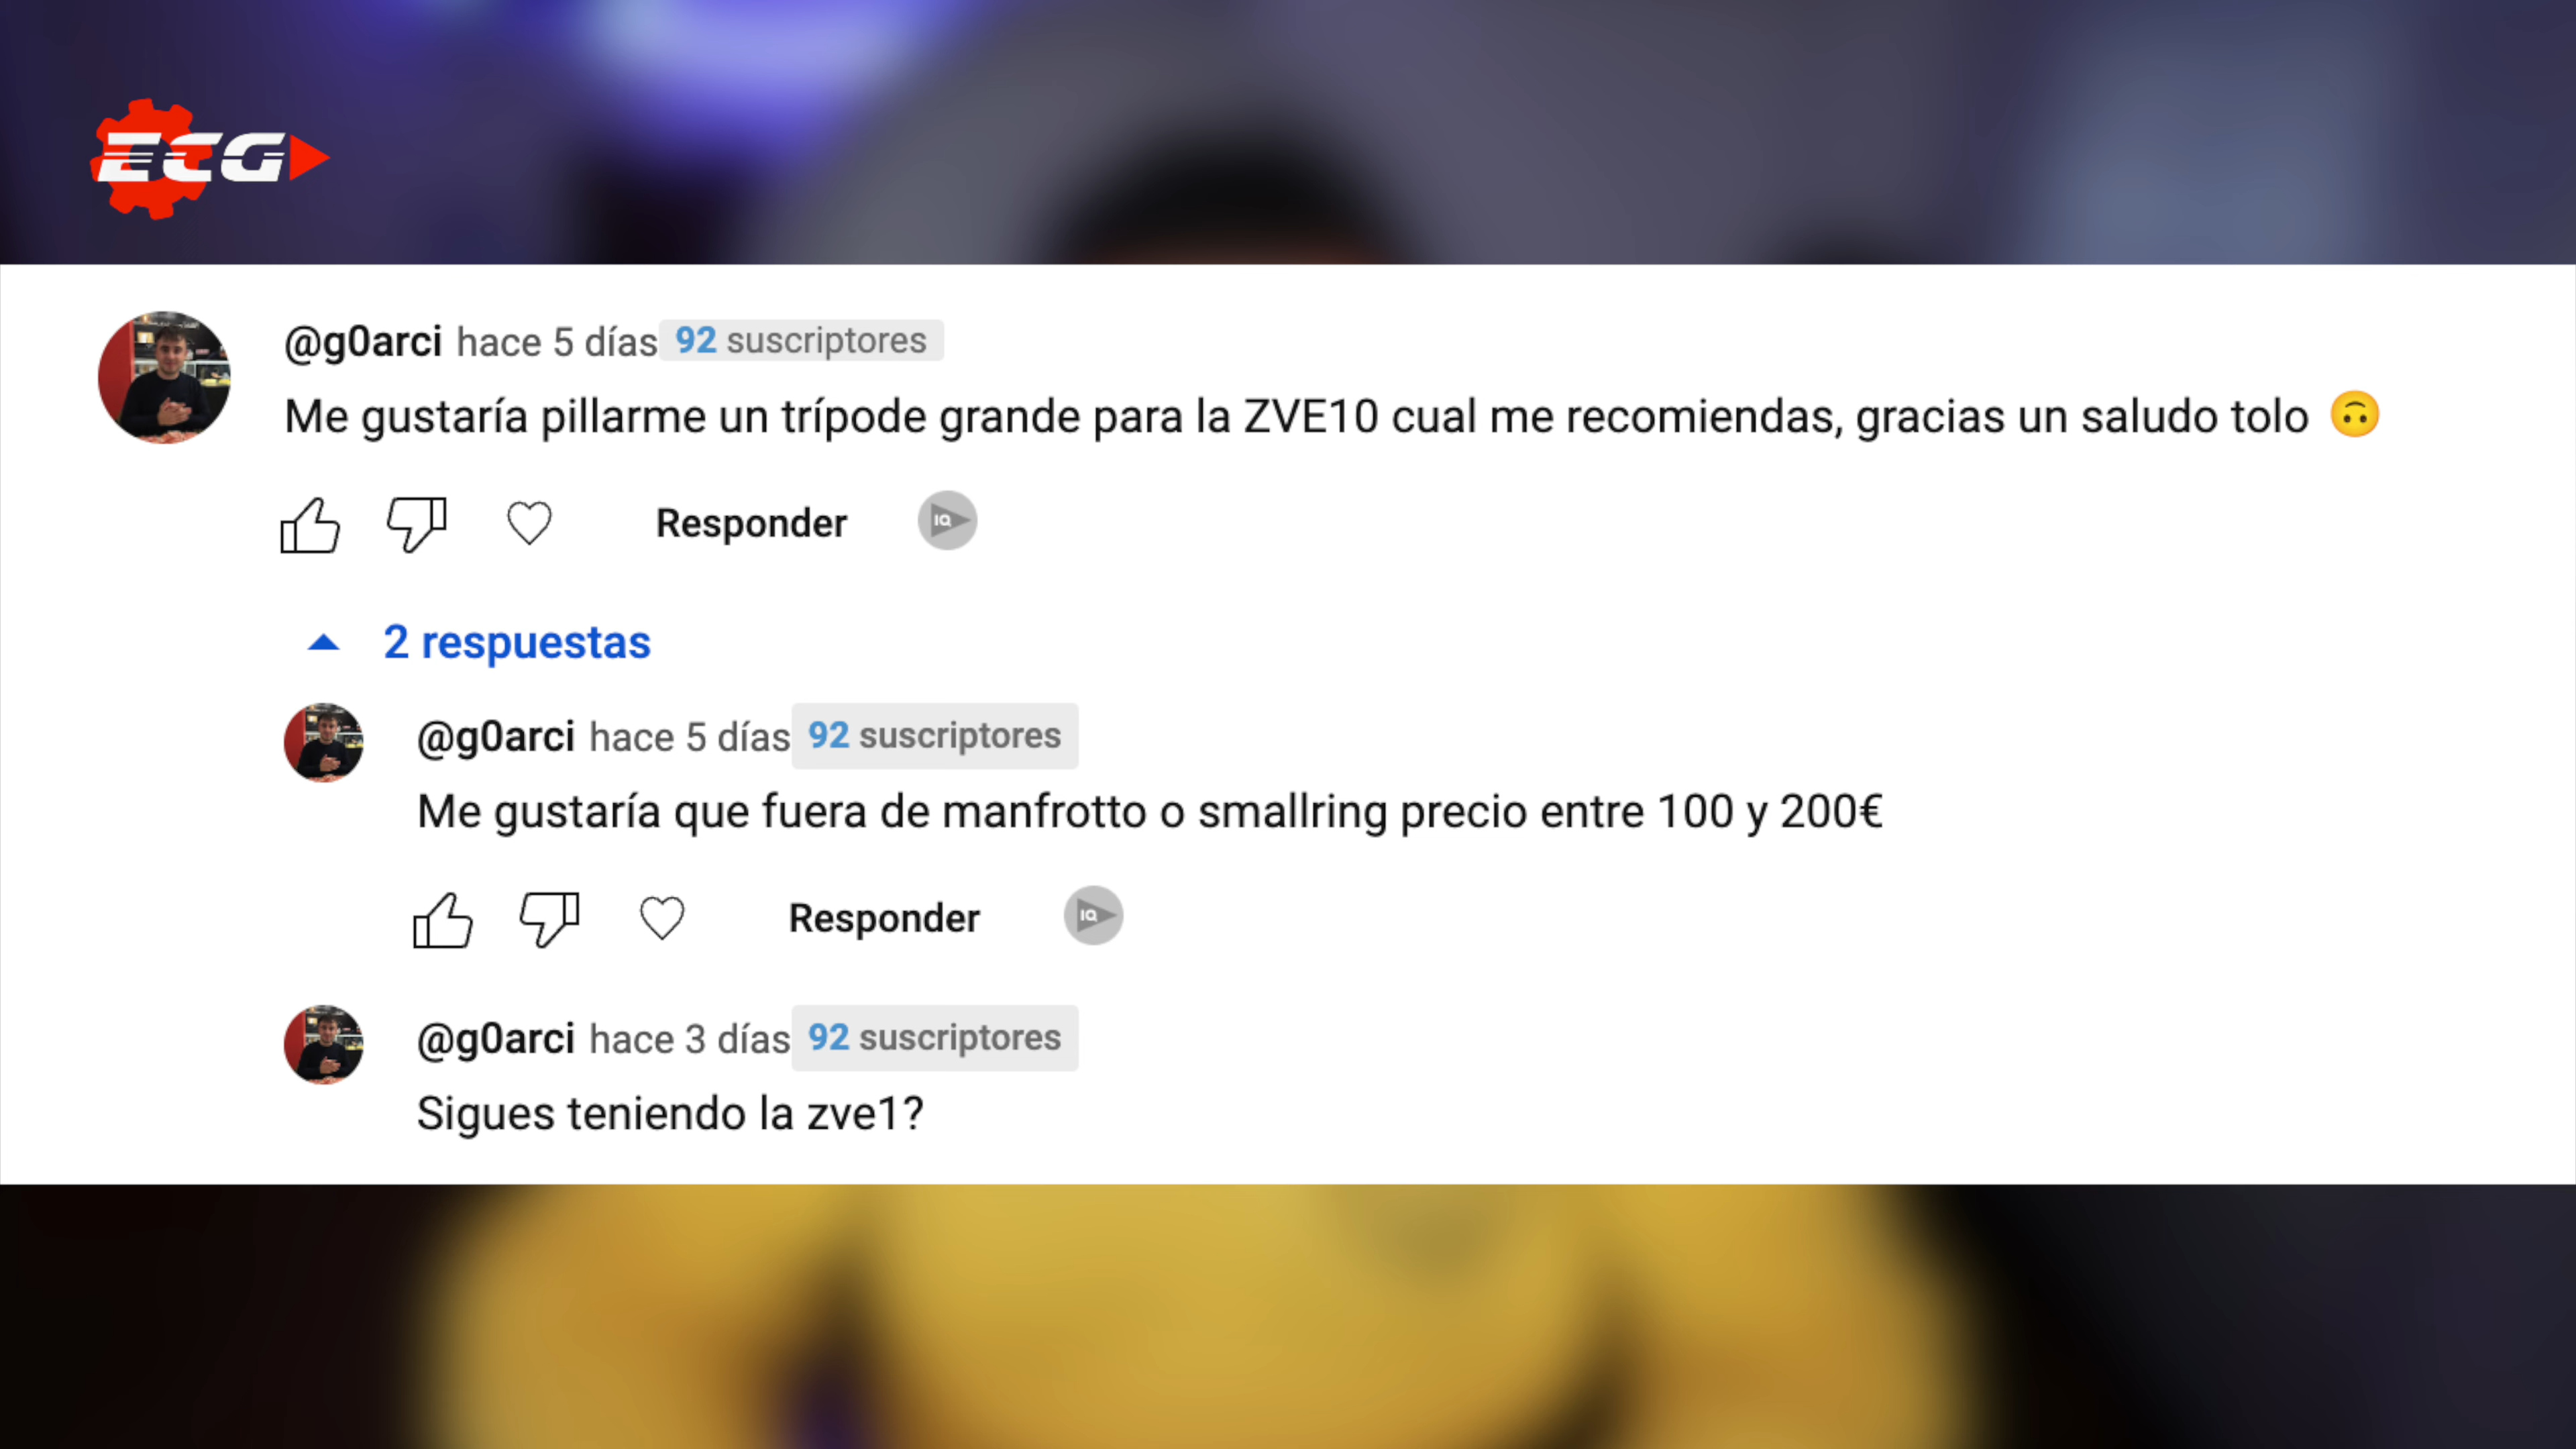 ECG
@g0arci hace 5 días 92 suscriptores
Me gustaría pillarme un trípode grande para la ZVE10 cual me recomiendas, gracias un saludo tolo 🙃
Responder IQ
2 respuestas
@g0arci hace 5 días 92 suscriptores
Me gustaría que fuera de manfrotto o smallring precio entre 100 y 200€
Responder IQ
@g0arci hace 3 días 92 suscriptores
Sigues teniendo la zve1?